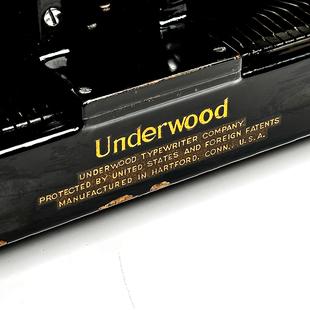 Underwood
UNDERWOOD TYPEWRITER COMPANY
PROTECTED BY UNITED STATES AND FOREIGN PATENTS
MANUFACTURED IN HARTFORD, CONN., U.S.A.